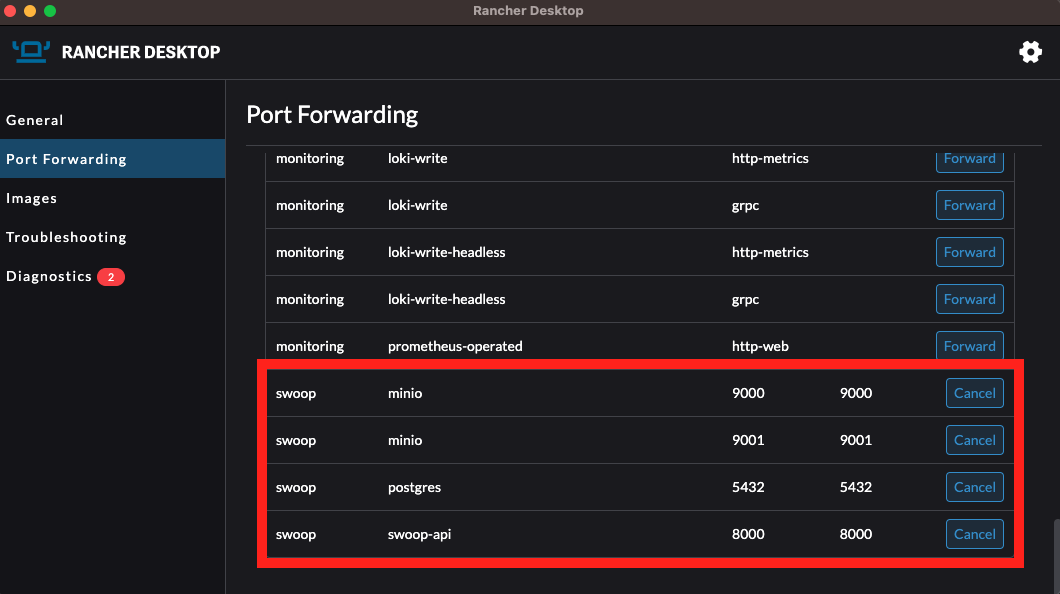 Rancher Desktop
RANCHER DESKTOP
General
Port Forwarding
Images
Troubleshooting
Diagnostics 2
Port Forwarding
monitoring loki-write http-metrics Forward
monitoring loki-write grpc Forward
monitoring loki-write-headless http-metrics Forward
monitoring loki-write-headless grpc Forward
monitoring prometheus-operated http-web Forward
swoop minio 9000 9000 Cancel
swoop minio 9001 9001 Cancel
swoop postgres 5432 5432 Cancel
swoop swoop-api 8000 8000 Cancel